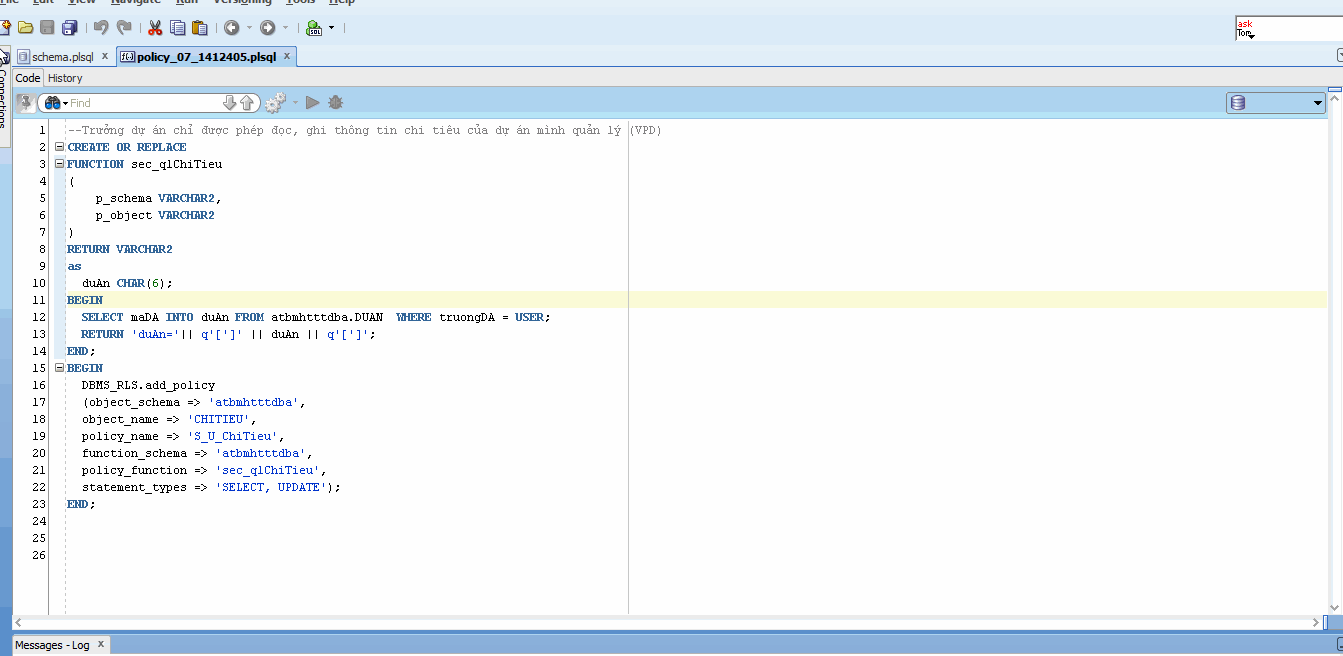 File Edit View Navigate Run Versioning Tools Help
ask
Tom
schema.plsql x policy_07_1412405.plsql x
Connections
Code History
Find
1 --Trưởng dự án chỉ được phép đọc, ghi thông tin chi tiêu của dự án mình quản lý (VPD)
2 CREATE OR REPLACE
3 FUNCTION sec_qlChiTieu
4 (
5 p_schema VARCHAR2,
6 p_object VARCHAR2
7 )
8 RETURN VARCHAR2
9 as
10 duAn CHAR(6);
11 BEGIN
12 SELECT maDA INTO duAn FROM atbmhtttdba.DUAN  WHERE truongDA = USER;
13 RETURN 'duAn='|| q'[']' || duAn || q'[']';
14 END;
15 BEGIN
16 DBMS_RLS.add_policy
17 (object_schema => 'atbmhtttdba',
18 object_name => 'CHITIEU',
19 policy_name => 'S_U_ChiTieu',
20 function_schema => 'atbmhtttdba',
21 policy_function => 'sec_qlChiTieu',
22 statement_types => 'SELECT, UPDATE');
23 END;
24
25
26
Messages - Log x